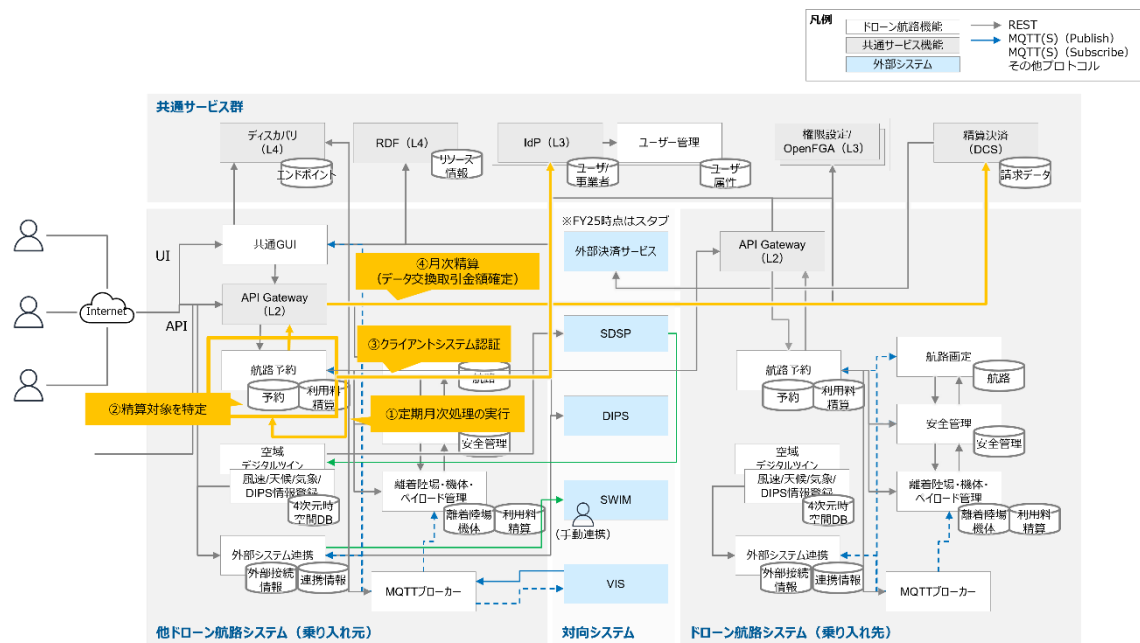 凡例
ドローン航路機能
共通サービス機能
外部システム
REST
MQTT(S)(Publish)
MQTT(S)(Subscribe)
その他プロトコル
共通サービス群
ディスカバリ
(L4)
エンドポイント
RDF(L4)
リソース
情報
IdP(L3)
ユーザ/
事業者
ユーザー管理
ユーザ
属性
権限設定/
OpenFGA(L3)
精算決済
(DCS)
請求データ
※FY25時点はスタブ
UI
共通GUI
外部決済サービス
API Gateway
(L2)
④月次精算
(データ交換取引金額確定)
Internet
API
API Gateway
(L2)
SDSP
③クライアントシステム認証
航路予約
予約
利用料
精算
航路
②精算対象を特定
①定期月次処理の実行
安全管理
DIPS
航路予約
予約
利用料
精算
航路画定
航路
安全管理
安全管理
空域
デジタルツイン
風速/天候/気象/
DIPS情報登録
4次元時
空間DB
離着陸場・機体・
ペイロード管理
離着陸場
機体
利用料
精算
SWIM
(手動連携)
空域
デジタルツイン
風速/天候/気象/
DIPS情報登録
4次元時
空間DB
離着陸場・機体・
ペイロード管理
離着陸場
機体
利用料
精算
外部システム連携
外部接続
情報
連携情報
MQTTブローカー
VIS
外部システム連携
外部接続
情報
連携情報
MQTTブローカー
他ドローン航路システム(乗り入れ元)
対向システム
ドローン航路システム(乗り入れ先)